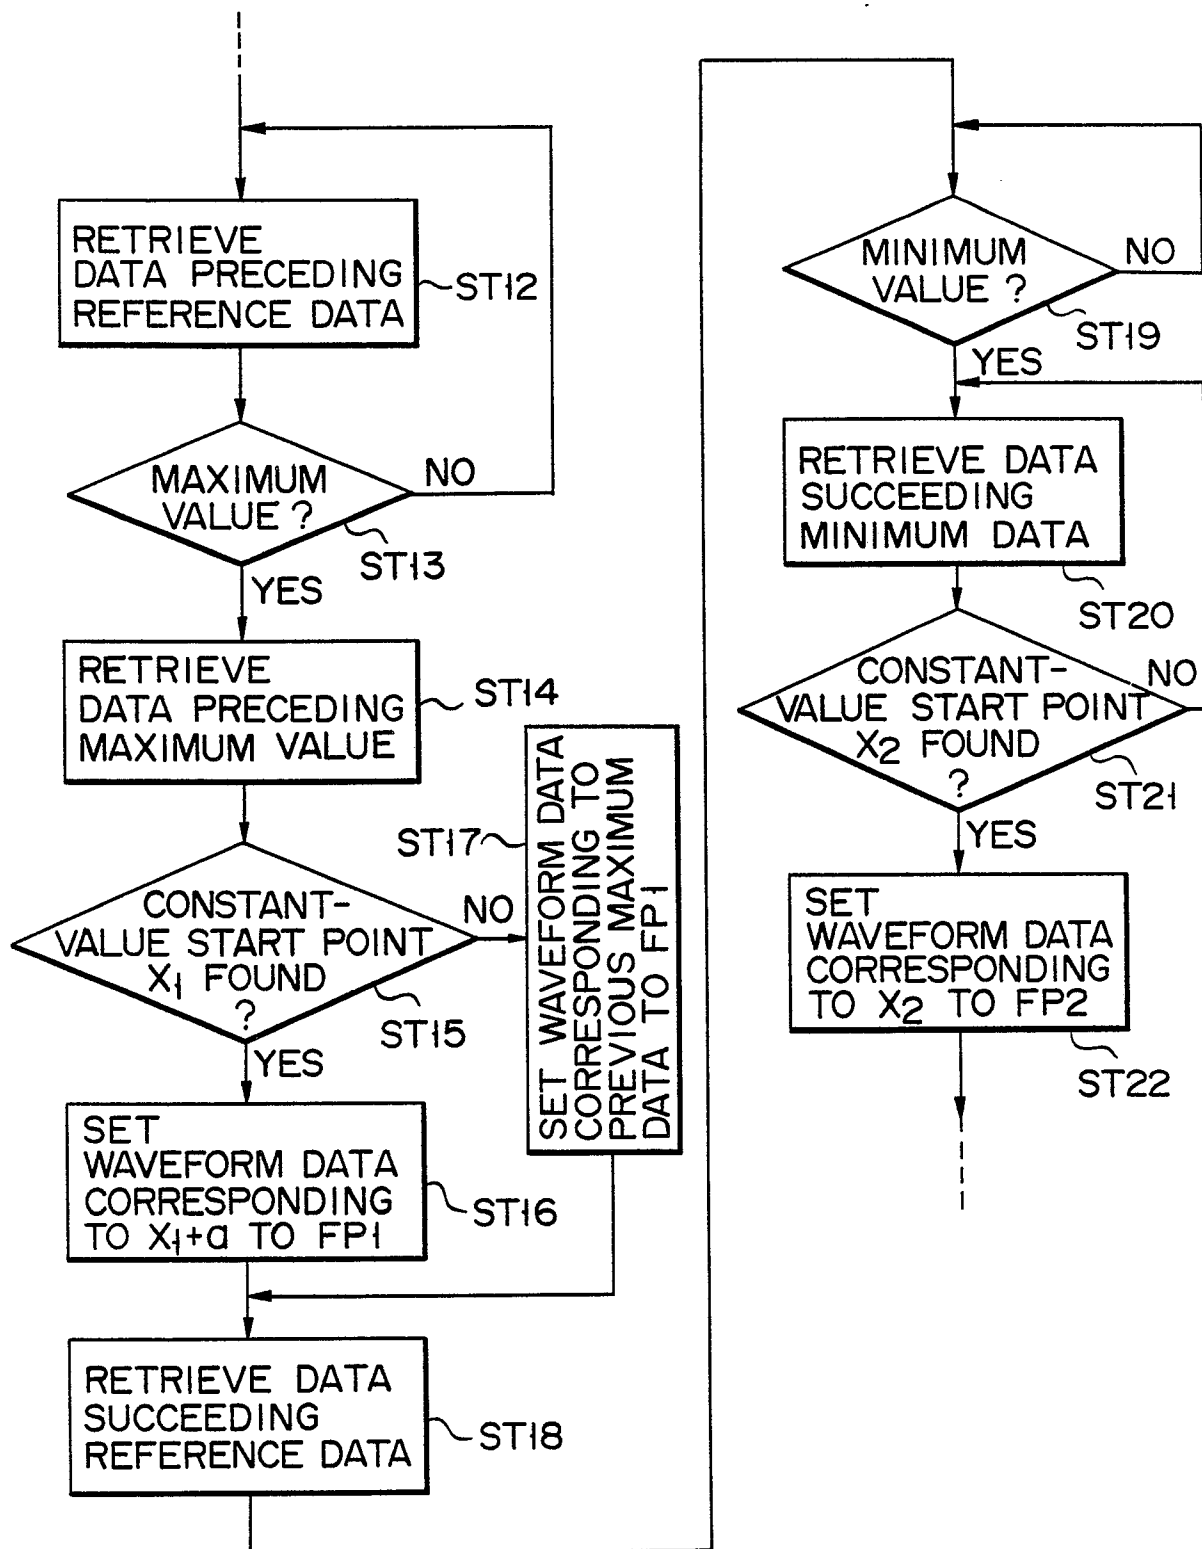 RETRIEVE
DATA PRECEDING
REFERENCE DATA
ST12
MAXIMUM
VALUE ?
NO
ST13
YES
RETRIEVE
DATA PRECEDING
MAXIMUM VALUE
ST14
CONSTANT-
VALUE START POINT
X₁ FOUND
?
NO
ST15
YES
ST17
SET WAVEFORM DATA
CORRESPONDING TO
PREVIOUS MAXIMUM
DATA TO FP1
SET
WAVEFORM DATA
CORRESPONDING
TO X₁+a TO FP1
ST16
RETRIEVE DATA
SUCCEEDING
REFERENCE DATA
ST18
MINIMUM
VALUE ?
NO
ST19
YES
RETRIEVE DATA
SUCCEEDING
MINIMUM DATA
ST20
CONSTANT-
VALUE START POINT
X₂ FOUND
?
NO
ST21
YES
SET
WAVEFORM DATA
CORRESPONDING
TO X₂ TO FP2
ST22